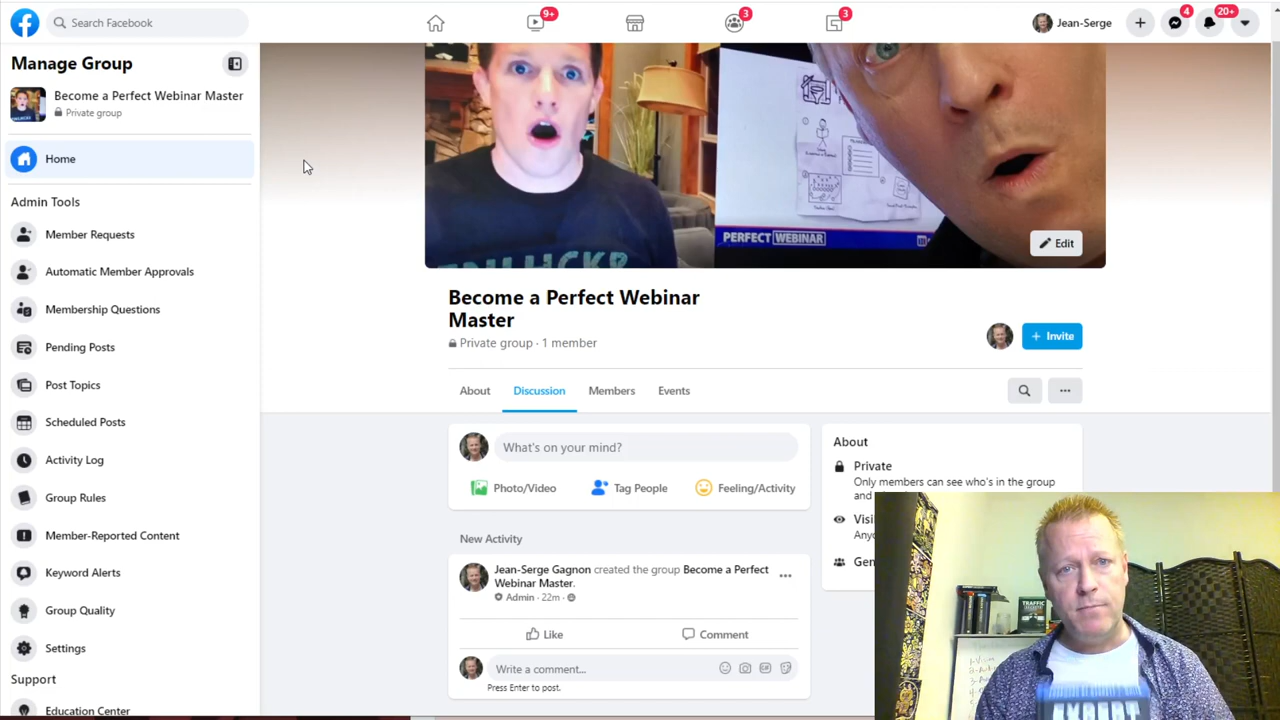 Search Facebook
9+
3
3
Jean-Serge
4
20+
Manage Group
Become a Perfect Webinar Master
Private group
Home
Admin Tools
Member Requests
Automatic Member Approvals
Membership Questions
Pending Posts
Post Topics
Scheduled Posts
Activity Log
Group Rules
Member-Reported Content
Keyword Alerts
Group Quality
Settings
Support
Education Center
PERFECT WEBINAR
Edit
Become a Perfect Webinar
Master
Private group · 1 member
+ Invite
About
Discussion
Members
Events
What's on your mind?
Photo/Video
Tag People
Feeling/Activity
New Activity
Jean-Serge Gagnon created the group Become a Perfect
Webinar Master.
Admin · 22m ·
Like
Comment
Write a comment...
Press Enter to post.
About
Private
Only members can see who's in the group
TRAFFIC
EXPERT